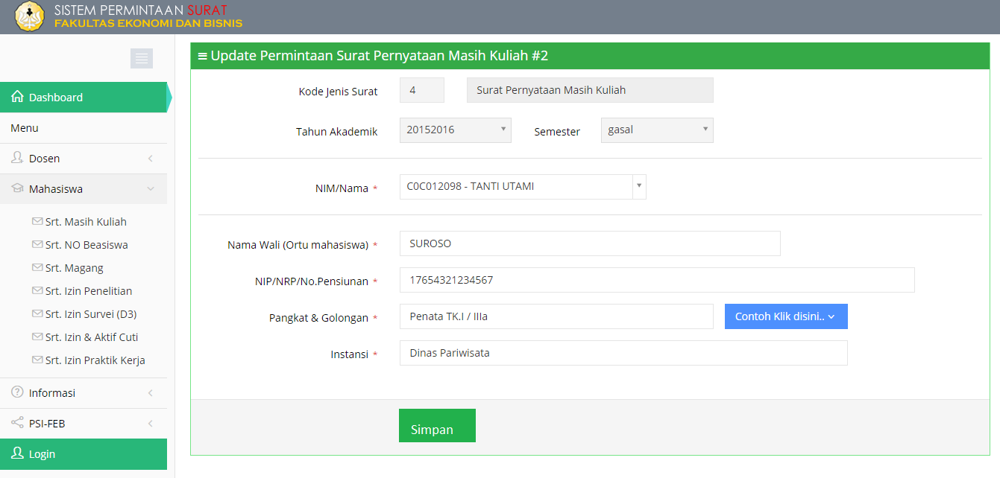 SISTEM PERMINTAAN SURAT
FAKULTAS EKONOMI DAN BISNIS
Dashboard
Menu
Dosen
Mahasiswa
Srt. Masih Kuliah
Srt. NO Beasiswa
Srt. Magang
Srt. Izin Penelitian
Srt. Izin Survei (D3)
Srt. Izin & Aktif Cuti
Srt. Izin Praktik Kerja
Informasi
PSI-FEB
Login
Update Permintaan Surat Pernyataan Masih Kuliah #2
Kode Jenis Surat 4 Surat Pernyataan Masih Kuliah
Tahun Akademik 20152016 Semester gasal
NIM/Nama * C0C012098 - TANTI UTAMI
Nama Wali (Ortu mahasiswa) * SUROSO
NIP/NRP/No.Pensiunan * 17654321234567
Pangkat & Golongan * Penata TK.I / IIIa Contoh Klik disini..
Instansi * Dinas Pariwisata
Simpan